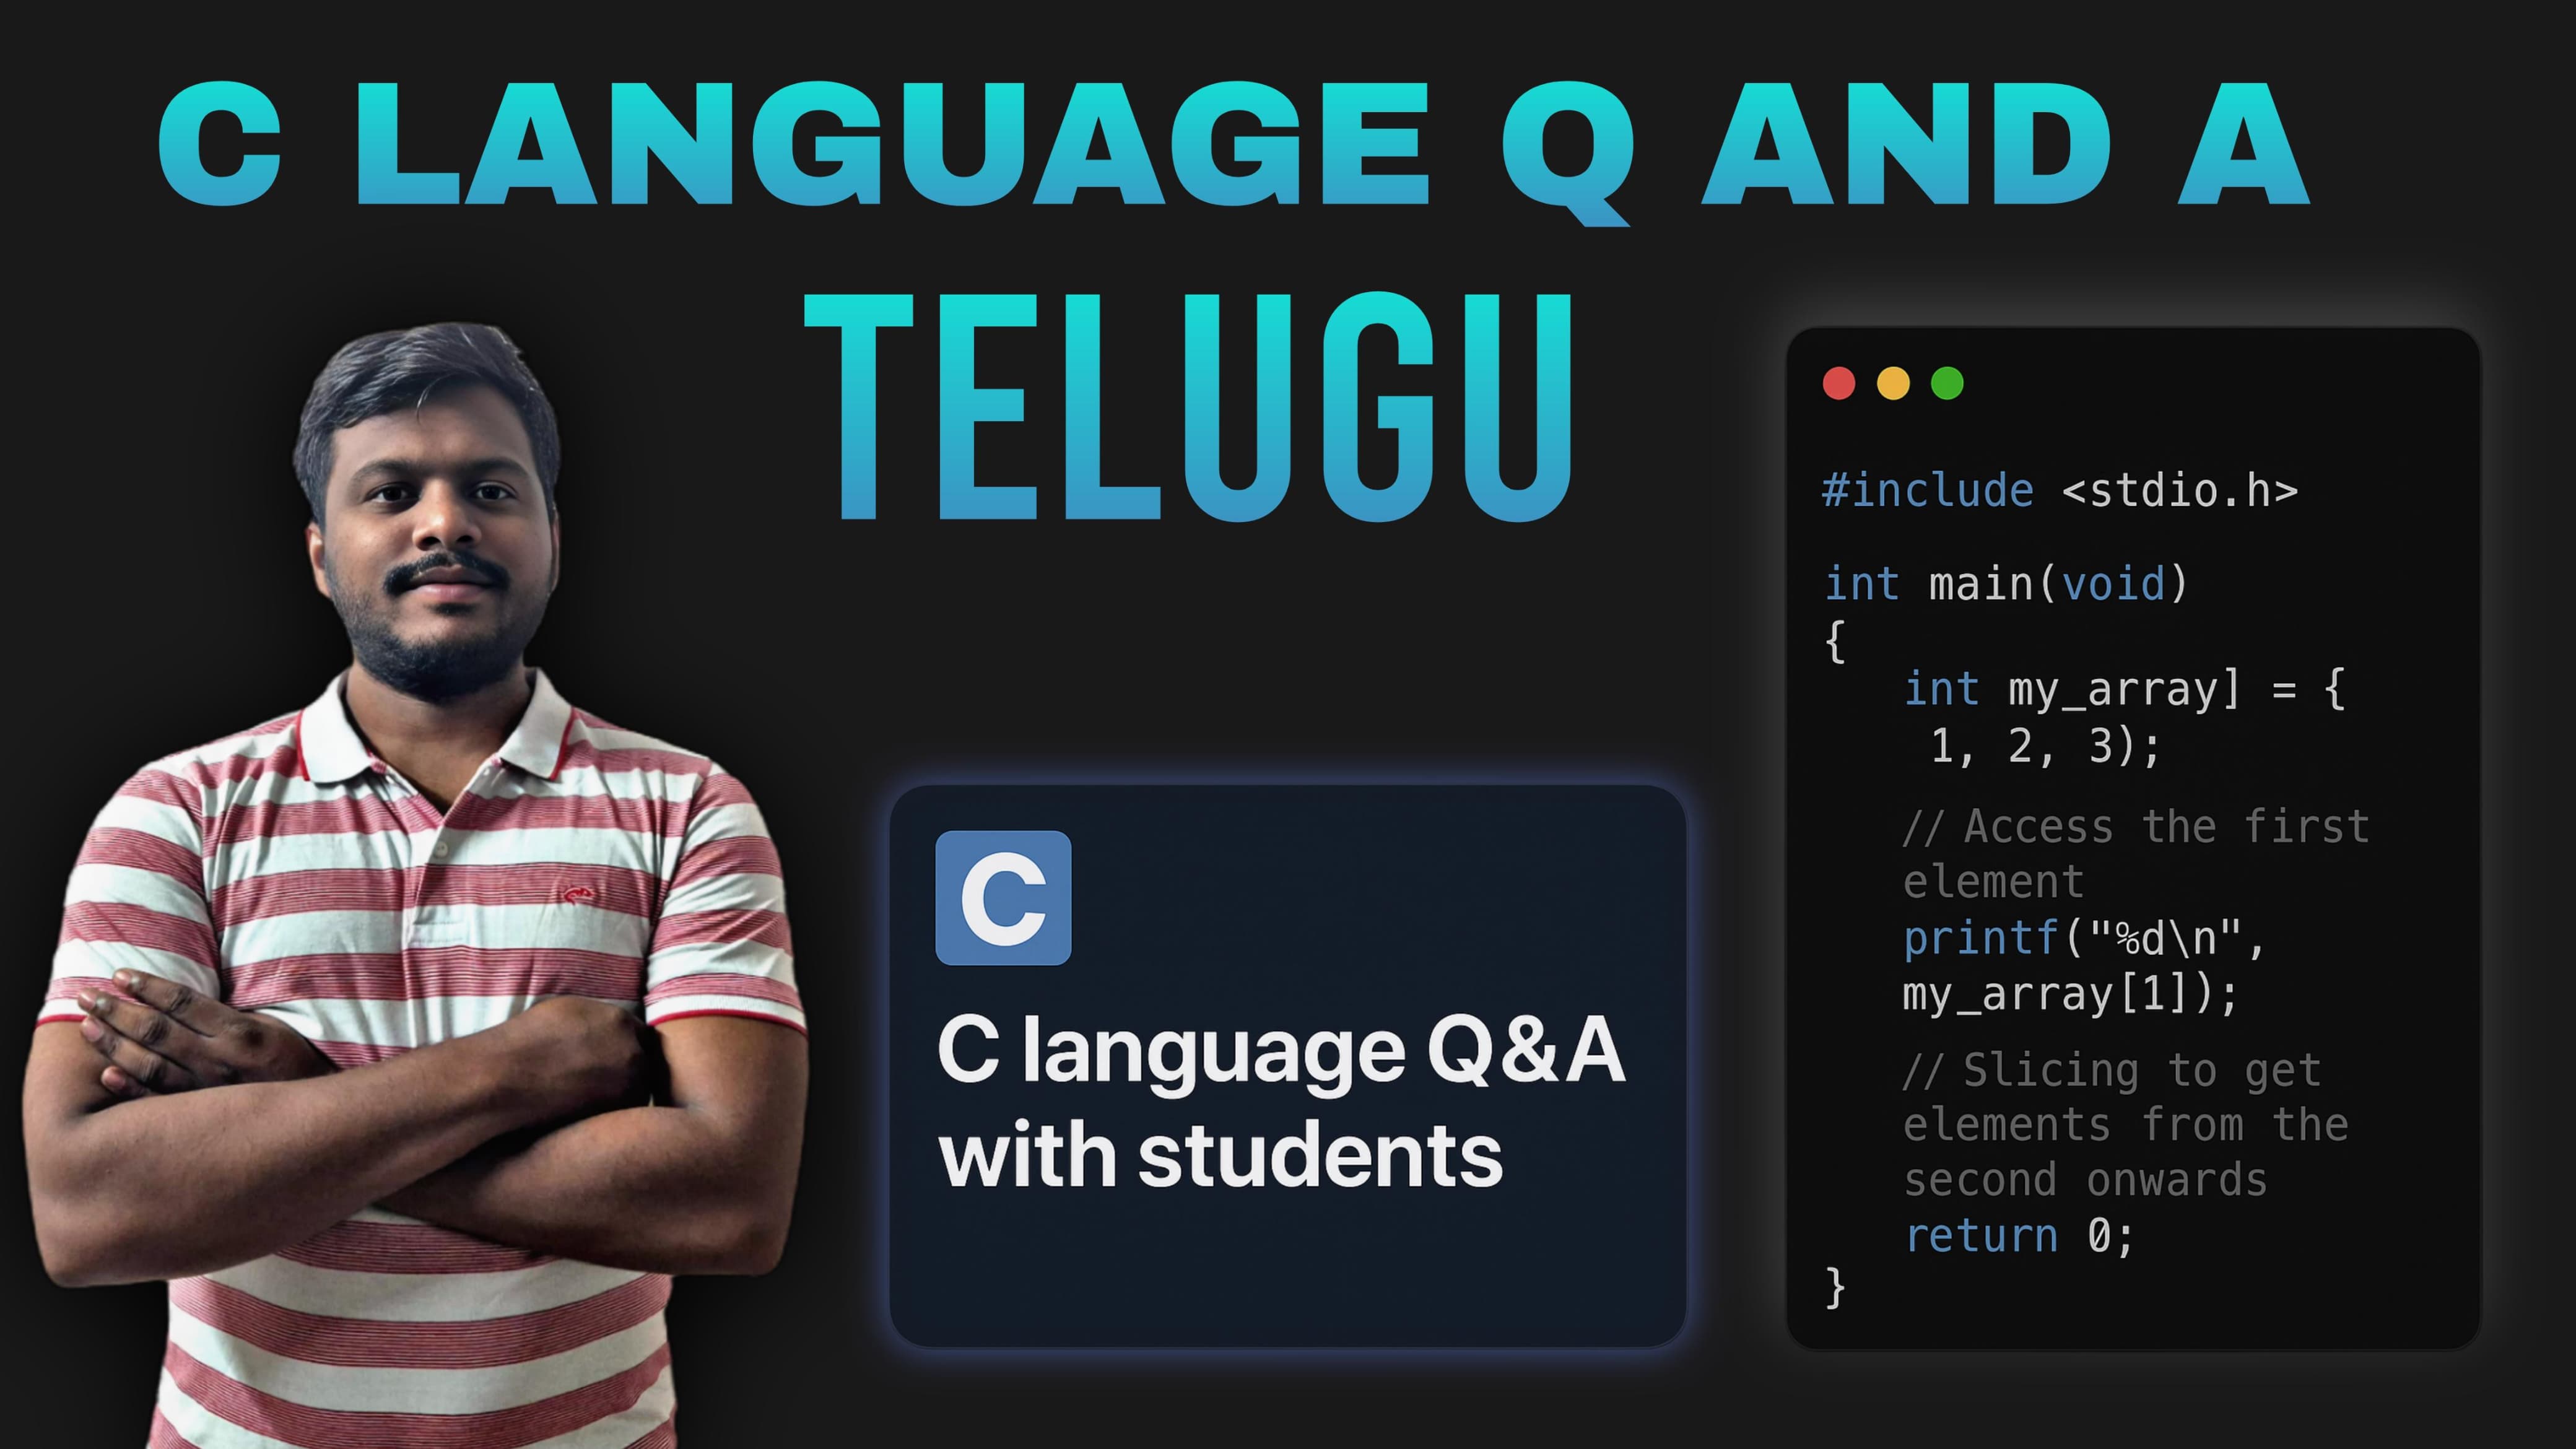 C LANGUAGE Q AND A
TELUGU
C
C language Q&A
with students
#include <stdio.h>
int main(void)
{
int my_array] = {
1, 2, 3);
// Access the first
element
printf("%d\n",
my_array[1]);
// Slicing to get
elements from the
second onwards
return 0;
}